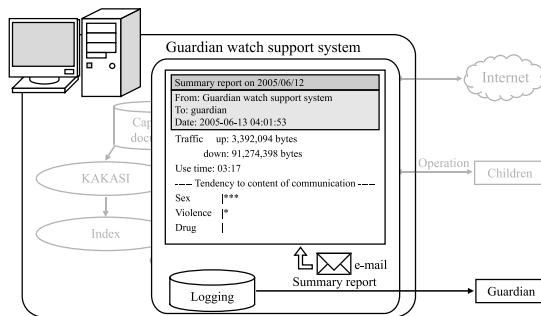 Guardian watch support system
Summary report on 2005/06/12
From: Guardian watch support system
To: guardian
Date: 2005-06-13 04:01:53
Traffic up: 3,392,094 bytes
down: 91,274,398 bytes
Use time: 03:17
---- Tendency to content of communication ----
Sex |***
Violence |*
Drug |
e-mail
Summary report
Logging
KAKASI
Index
Internet
Operation
Children
Guardian